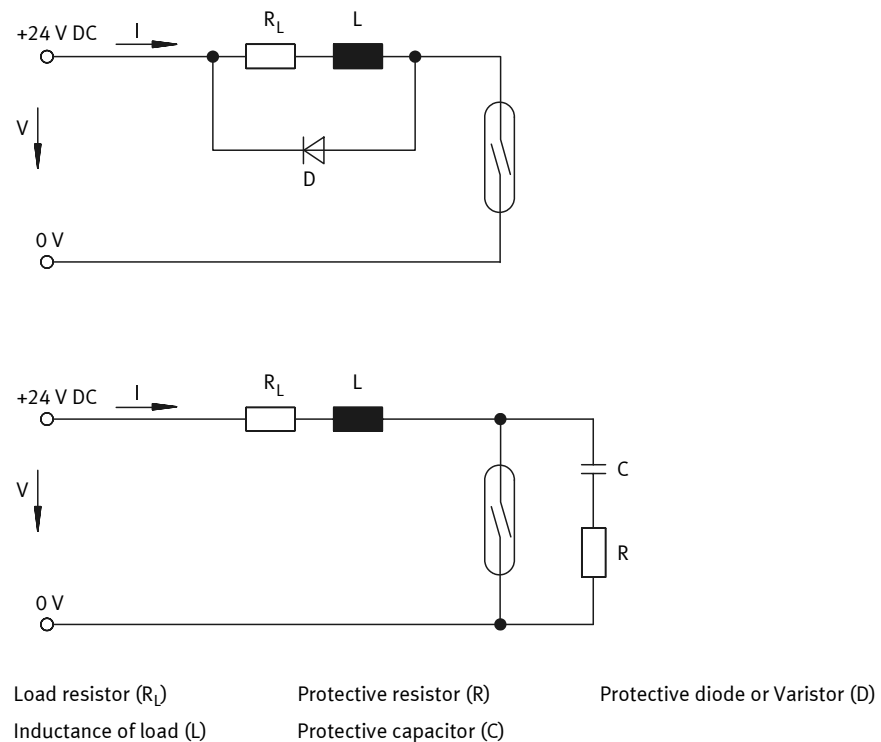 R_L L
+24 V DC I
V
D
0 V
R_L L
+24 V DC I
V
C
R
0 V
Load resistor (R_L) Protective resistor (R) Protective diode or Varistor (D)
Inductance of load (L) Protective capacitor (C)